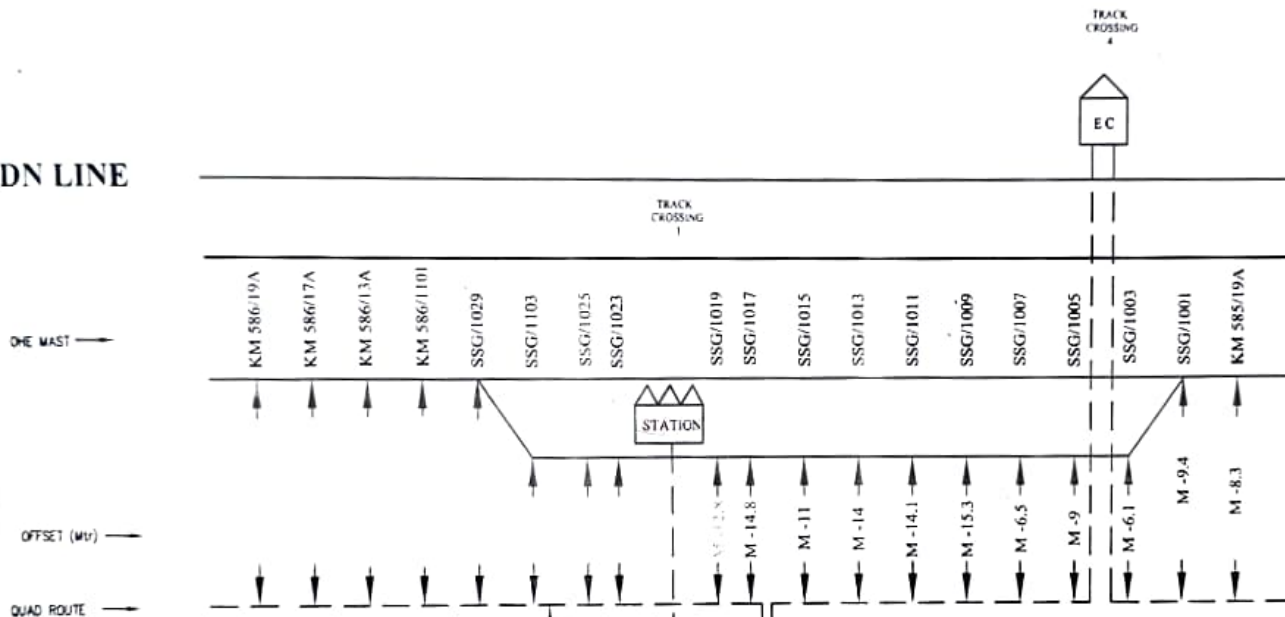 TRACK
CROSSING
4
EC
DN LINE
TRACK
CROSSING
1
OHE MAST
KM 586/19A
KM 586/17A
KM 586/13A
KM 586/1101
SSG/1029
SSG/1103
SSG/1025
SSG/1023
SSG/1019
SSG/1017
SSG/1015
SSG/1013
SSG/1011
SSG/1009
SSG/1007
SSG/1005
SSG/1003
SSG/1001
KM 585/19A
STATION
OFFSET (Mtr)
M -14.8
M -11
M -14
M -14.1
M -15.3
M -6.5
M -9
M -6.1
M -9.4
M -8.3
QUAD ROUTE